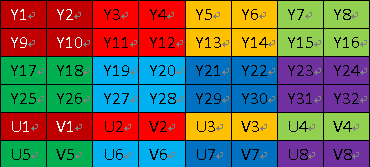 Y1 Y2 Y3 Y4 Y5 Y6 Y7 Y8
Y9 Y10 Y11 Y12 Y13 Y14 Y15 Y16
Y17 Y18 Y19 Y20 Y21 Y22 Y23 Y24
Y25 Y26 Y27 Y28 Y29 Y30 Y31 Y32
U1 V1 U2 V2 U3 V3 U4 V4
U5 V5 U6 V6 U7 V7 U8 V8